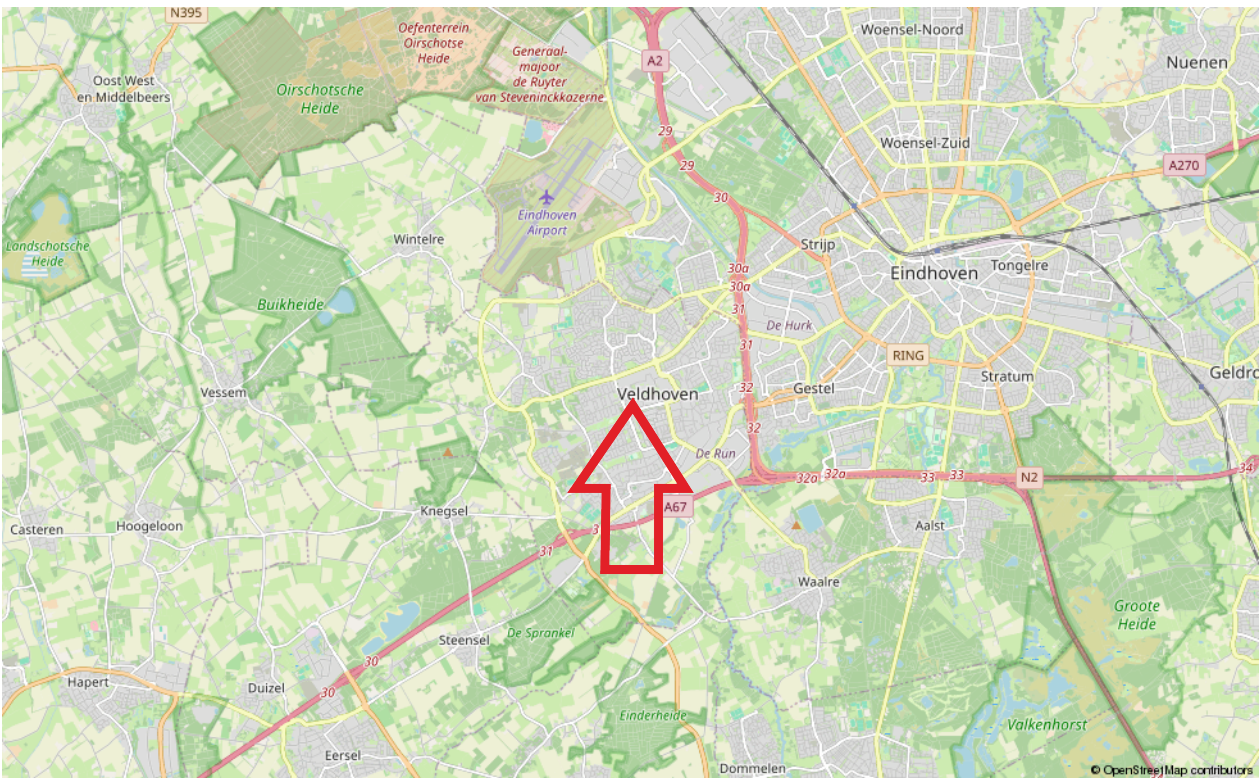 N395
Oefenterrein
Oirschotse
Heide
Generaal-
majoor
de Ruyter
van Steveninckkazerne
A2
Woensel-Noord
Nuenen
Oost West
en Middelbeers
Oirschotsche
Heide
29
Woensel-Zuid
29
A270
30
Eindhoven
Airport
Landschotsche
Heide
Wintelre
Strijp
Eindhoven
Tongelre
30a
30a
Buikheide
31
De Hurk
31
RING
Vessem
Veldhoven
32
Gestel
Stratum
Geldro
32
De Run
34
32a
32a
33
33
N2
Knegsel
A67
Casteren
Hoogeloon
3
Aalst
31
Waalre
Groote
Heide
Steensel
De Sprankel
30
Hapert
Duizel
30
Einderheide
Valkenhorst
Eersel
Dommelen
© OpenStreetMap contributors